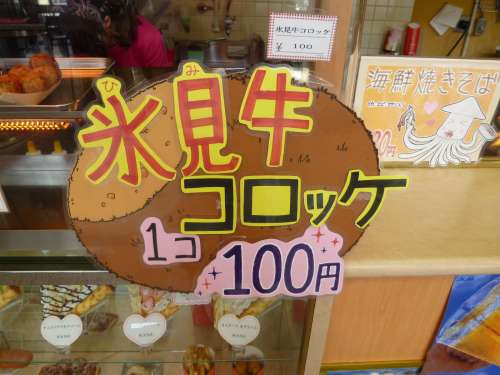 氷見牛コロッケ
¥ 100
ひ み
氷見牛
コロッケ
1コ
100円
海鮮焼きそば